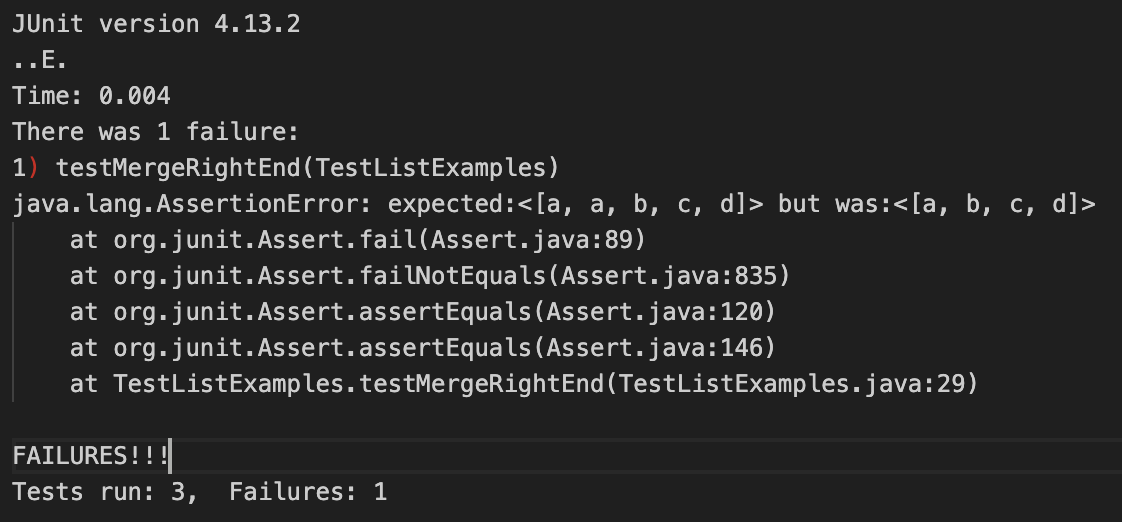 JUnit version 4.13.2
..E.
Time: 0.004
There was 1 failure:
1) testMergeRightEnd(TestListExamples)
java.lang.AssertionError: expected:<[a, a, b, c, d]> but was:<[a, b, c, d]>
    at org.junit.Assert.fail(Assert.java:89)
    at org.junit.Assert.failNotEquals(Assert.java:835)
    at org.junit.Assert.assertEquals(Assert.java:120)
    at org.junit.Assert.assertEquals(Assert.java:146)
    at TestListExamples.testMergeRightEnd(TestListExamples.java:29)
FAILURES!!!
Tests run: 3,  Failures: 1